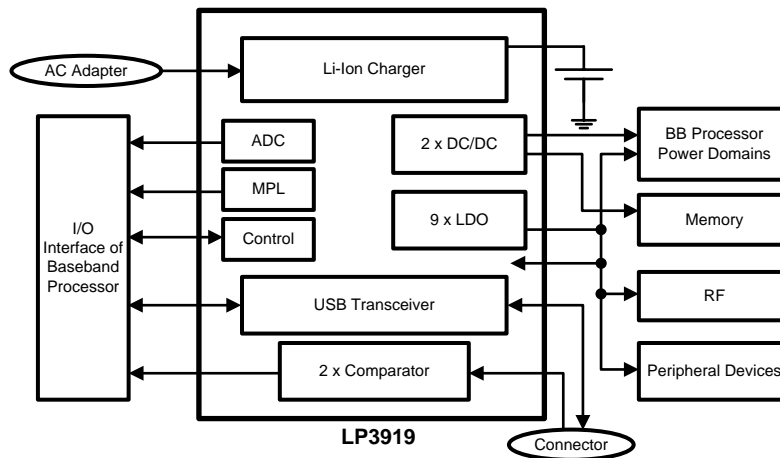 AC Adapter
Li-Ion Charger
ADC
MPL
Control
2 x DC/DC
9 x LDO
BB Processor
Power Domains
Memory
I/O
Interface of
Baseband
Processor
USB Transceiver
RF
2 x Comparator
Peripheral Devices
LP3919
Connector